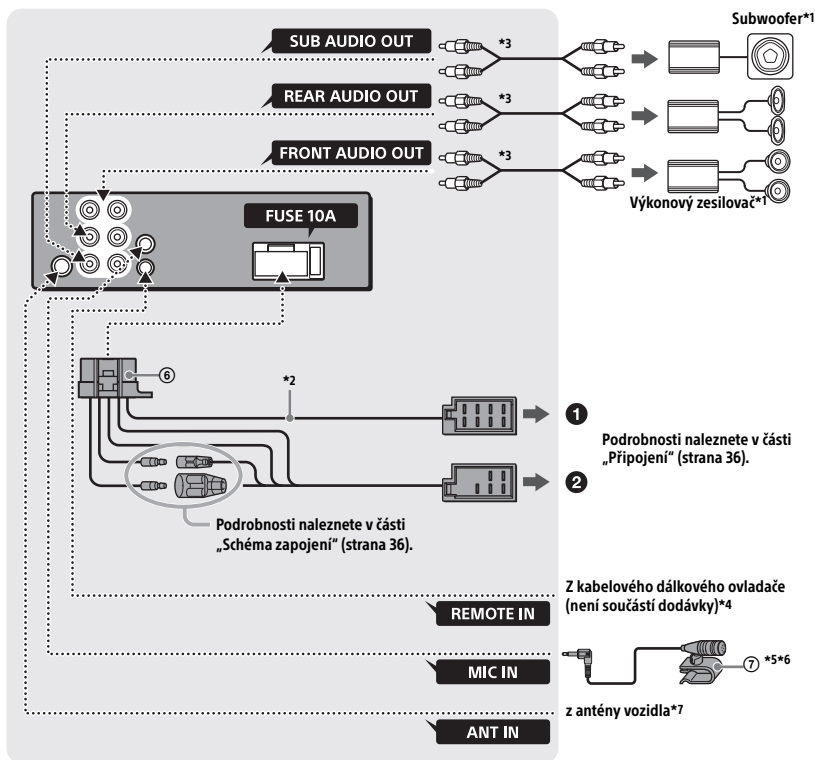 Subwoofer*1
SUB AUDIO OUT
*3
REAR AUDIO OUT
*3
FRONT AUDIO OUT
*3
Výkonový zesilovač*1
FUSE 10A
⑥
*2
❶
Podrobnosti naleznete v části
„Připojení“ (strana 36).
❷
Podrobnosti naleznete v části
„Schéma zapojení“ (strana 36).
Z kabelového dálkového ovladače
(není součástí dodávky)*4
REMOTE IN
MIC IN
⑦ *5*6
z antény vozidla*7
ANT IN